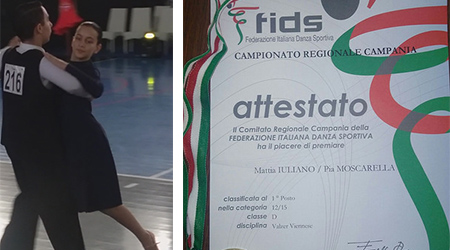 216
fids
Federazione Italiana Danza Sportiva
CAMPIONATO REGIONALE CAMPANIA
attestato
Il Comitato Regionale Campania della
FEDERAZIONE ITALIANA DANZA SPORTIVA
ha il piacere di premiare
Mattia IULIANO / Pia MOSCARELLA
classificato al 1° Posto
nella categoria 12/15
classe D
disciplina Valzer Viennese